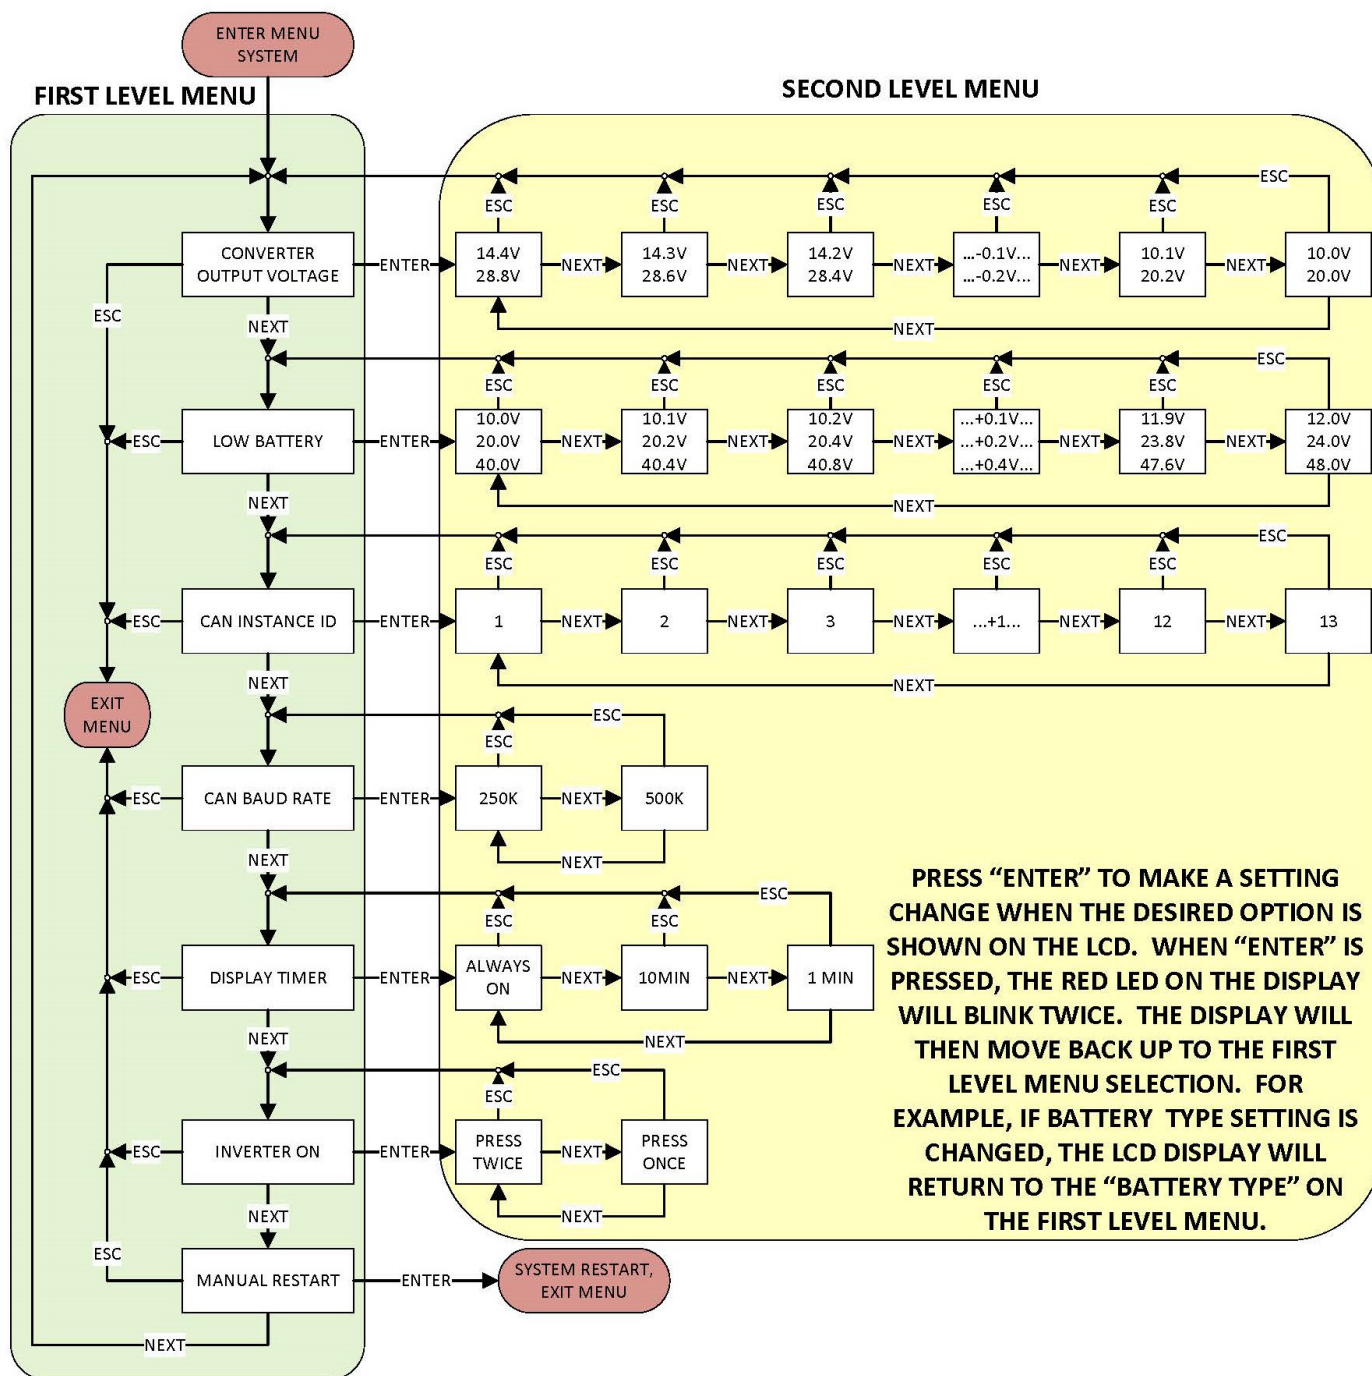 ENTER MENU
SYSTEM
FIRST LEVEL MENU
SECOND LEVEL MENU
ESC
ESC
ESC
ESC
ESC
ESC
CONVERTER
OUTPUT VOLTAGE
ENTER
14.4V
28.8V
NEXT
14.3V
28.6V
NEXT
14.2V
28.4V
NEXT
...-0.1V...
...-0.2V...
NEXT
10.1V
20.2V
NEXT
10.0V
20.0V
ESC
NEXT
NEXT
ESC
ESC
ESC
ESC
ESC
ESC
ESC
LOW BATTERY
ENTER
10.0V
20.0V
40.0V
NEXT
10.1V
20.2V
40.4V
NEXT
10.2V
20.4V
40.8V
NEXT
...+0.1V...
...+0.2V...
...+0.4V...
NEXT
11.9V
23.8V
47.6V
NEXT
12.0V
24.0V
48.0V
NEXT
NEXT
ESC
ESC
ESC
ESC
ESC
ESC
ESC
CAN INSTANCE ID
ENTER
1
NEXT
2
NEXT
3
NEXT
...+1...
NEXT
12
NEXT
13
NEXT
NEXT
EXIT
MENU
ESC
ESC
ESC
CAN BAUD RATE
ENTER
250K
NEXT
500K
NEXT
NEXT
ESC
ESC
ESC
ESC
DISPLAY TIMER
ENTER
ALWAYS
ON
NEXT
10MIN
NEXT
1 MIN
NEXT
NEXT
ESC
ESC
ESC
INVERTER ON
ENTER
PRESS
TWICE
NEXT
PRESS
ONCE
NEXT
NEXT
ESC
MANUAL RESTART
ENTER
SYSTEM RESTART,
EXIT MENU
NEXT
PRESS “ENTER” TO MAKE A SETTING
CHANGE WHEN THE DESIRED OPTION IS
SHOWN ON THE LCD. WHEN “ENTER” IS
PRESSED, THE RED LED ON THE DISPLAY
WILL BLINK TWICE. THE DISPLAY WILL
THEN MOVE BACK UP TO THE FIRST
LEVEL MENU SELECTION. FOR
EXAMPLE, IF BATTERY TYPE SETTING IS
CHANGED, THE LCD DISPLAY WILL
RETURN TO THE “BATTERY TYPE” ON
THE FIRST LEVEL MENU.